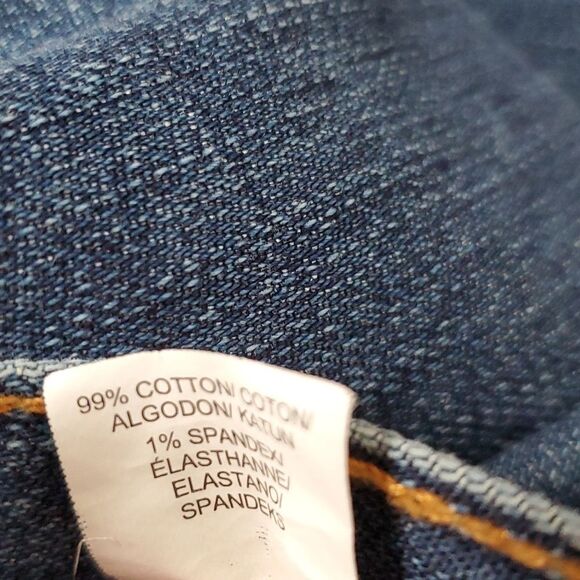 99% COTTON/ COTON/
ALGODON/ KATUN
1% SPANDEX/
ÉLASTHANNE/
ELASTANO/
SPANDEKS